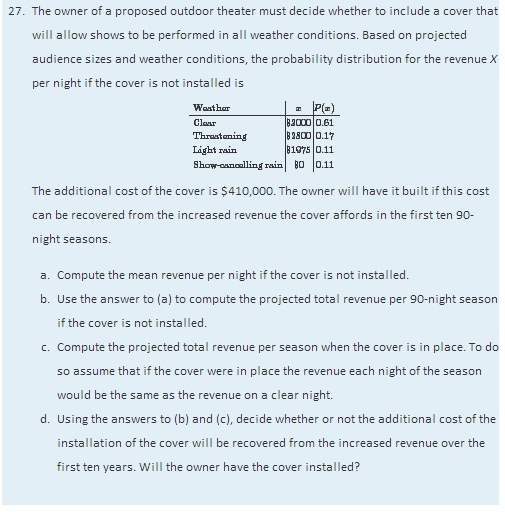 27. The owner of a proposed outdoor theater must decide whether to include a cover that
will allow shows to be performed in all weather conditions. Based on projected
audience sizes and weather conditions, the probability distribution for the revenue X
per night if the cover is not installed is
Weather x P(x)
Clear $3000 0.61
Threatening $2800 0.17
Light rain $1975 0.11
Show-cancelling rain $0 0.11
The additional cost of the cover is $410,000. The owner will have it built if this cost
can be recovered from the increased revenue the cover affords in the first ten 90-
night seasons.
a. Compute the mean revenue per night if the cover is not installed.
b. Use the answer to (a) to compute the projected total revenue per 90-night season
if the cover is not installed.
c. Compute the projected total revenue per season when the cover is in place. To do
so assume that if the cover were in place the revenue each night of the season
would be the same as the revenue on a clear night.
d. Using the answers to (b) and (c), decide whether or not the additional cost of the
installation of the cover will be recovered from the increased revenue over the
first ten years. Will the owner have the cover installed?